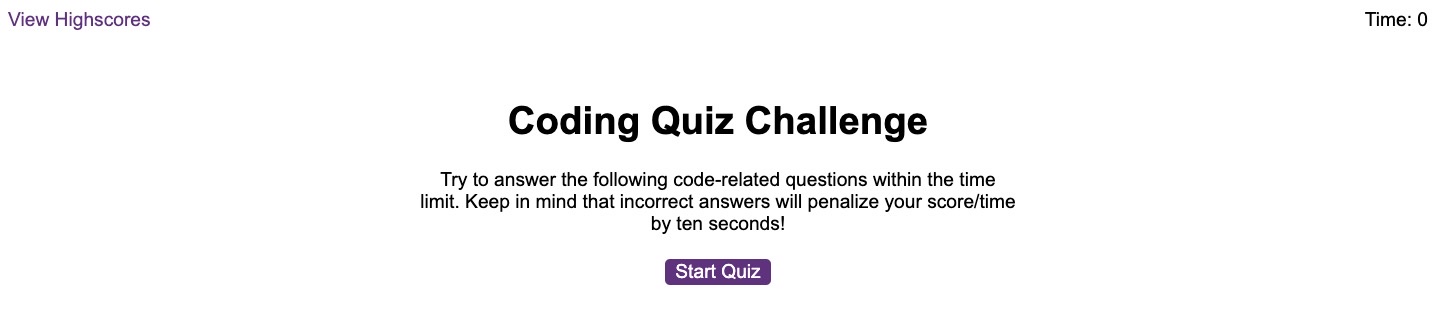 View Highscores
Time: 0
Coding Quiz Challenge
Try to answer the following code-related questions within the time
limit. Keep in mind that incorrect answers will penalize your score/time
by ten seconds!
Start Quiz